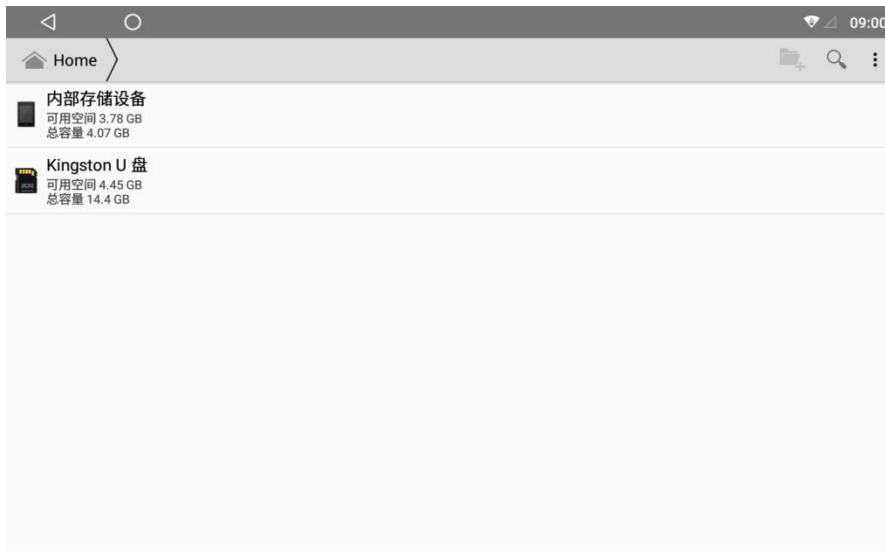 09:00
Home
内部存储设备
可用空间 3.78 GB
总容量 4.07 GB
Kingston U 盘
可用空间 4.45 GB
总容量 14.4 GB